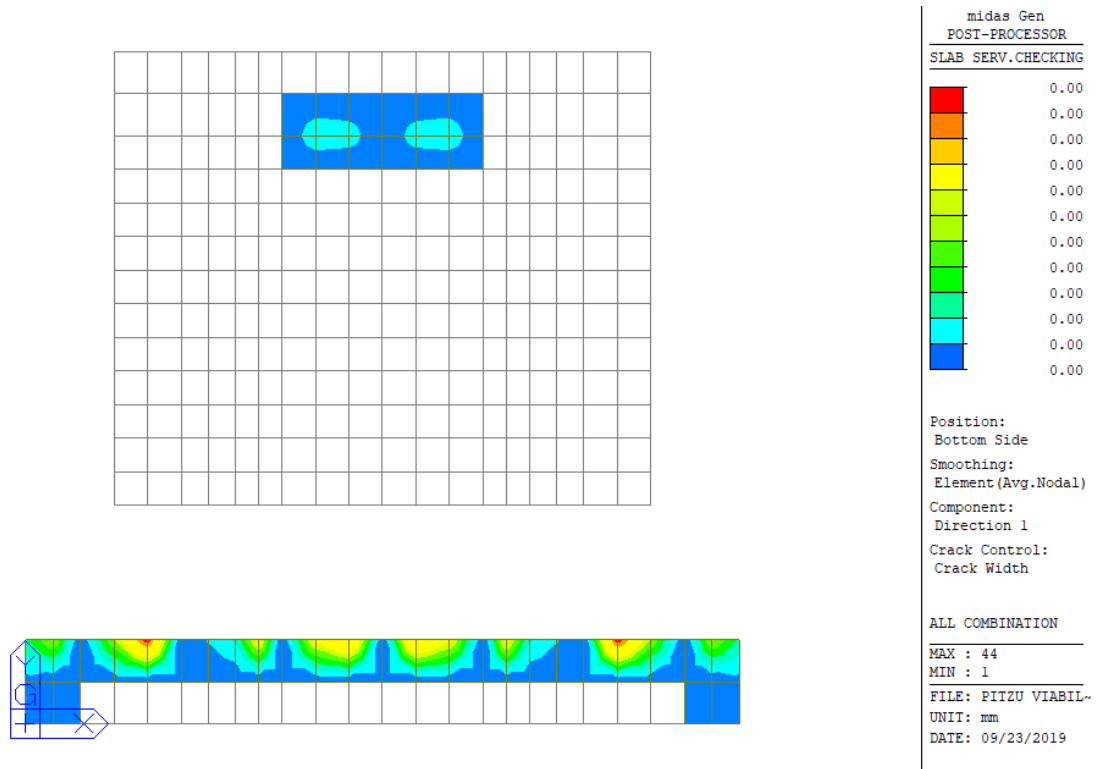 midas Gen
POST-PROCESSOR
SLAB SERV.CHECKING
0.00
0.00
0.00
0.00
0.00
0.00
0.00
0.00
0.00
0.00
0.00
0.00
Position:
Bottom Side
Smoothing:
Element(Avg.Nodal)
Component:
Direction 1
Crack Control:
Crack Width
ALL COMBINATION
MAX : 44
MIN : 1
FILE: PITZU VIABIL~
UNIT: mm
DATE: 09/23/2019
Y
G
X